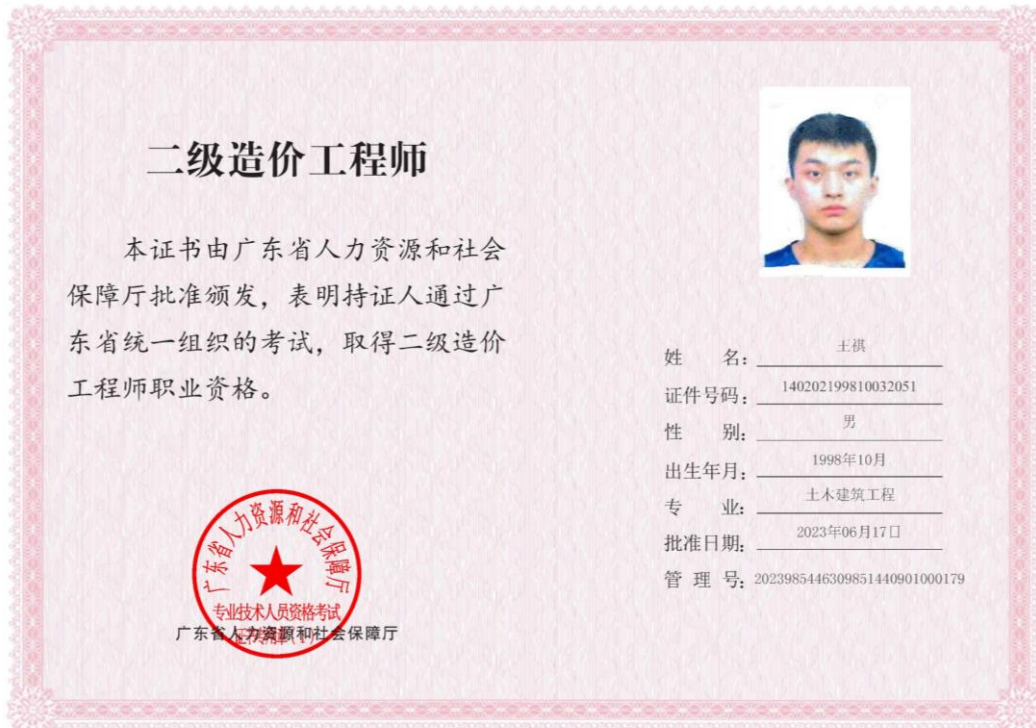 二级造价工程师
本证书由广东省人力资源和社会
保障厅批准颁发，表明持证人通过广
东省统一组织的考试，取得二级造价
工程师职业资格。
姓 名：王祺
证件号码：140202199810032051
性 别：男
出生年月：1998年10月
专 业：土木建筑工程
批准日期：2023年06月17日
管 理 号：2023985446309851440901000179
广东省人力资源和社会保障厅
专业技术人员资格考试
广东省人力资源和社会保障厅